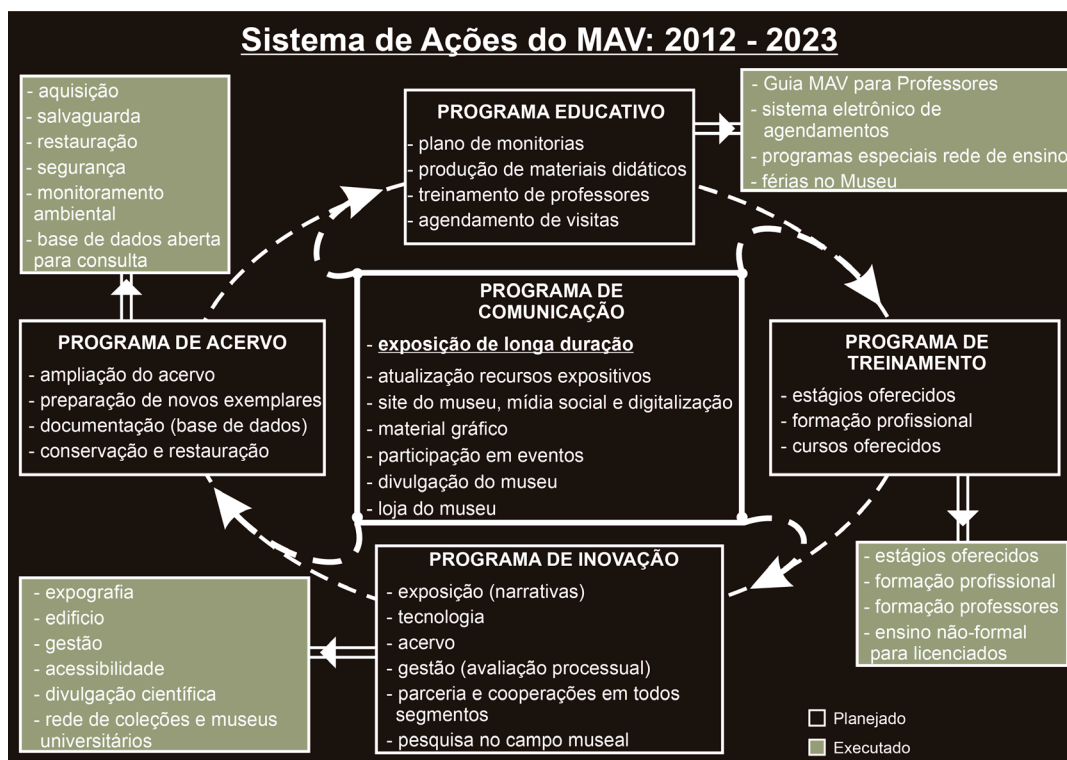 Sistema de Ações do MAV: 2012 - 2023
- aquisição
- salvaguarda
- restauração
- segurança
- monitoramento
ambiental
- base de dados aberta
para consulta
PROGRAMA EDUCATIVO
- plano de monitorias
- produção de materiais didáticos
- treinamento de professores
- agendamento de visitas
- Guia MAV para Professores
- sistema eletrônico de
agendamentos
- programas especiais rede de ensino
- férias no Museu
PROGRAMA DE ACERVO
- ampliação do acervo
- preparação de novos exemplares
- documentação (base de dados)
- conservação e restauração
PROGRAMA DE
COMUNICAÇÃO
- exposição de longa duração
- atualização recursos expositivos
- site do museu, mídia social e digitalização
- material gráfico
- participação em eventos
- divulgação do museu
- loja do museu
PROGRAMA DE
TREINAMENTO
- estágios oferecidos
- formação profissional
- cursos oferecidos
- expografia
- edificio
- gestão
- acessibilidade
- divulgação científica
- rede de coleções e museus
universitários
PROGRAMA DE INOVAÇÃO
- exposição (narrativas)
- tecnologia
- acervo
- gestão (avaliação processual)
- parceria e cooperações em todos
segmentos
- pesquisa no campo museal
- estágios oferecidos
- formação profissional
- formação professores
- ensino não-formal
para licenciados
Planejado
Executado